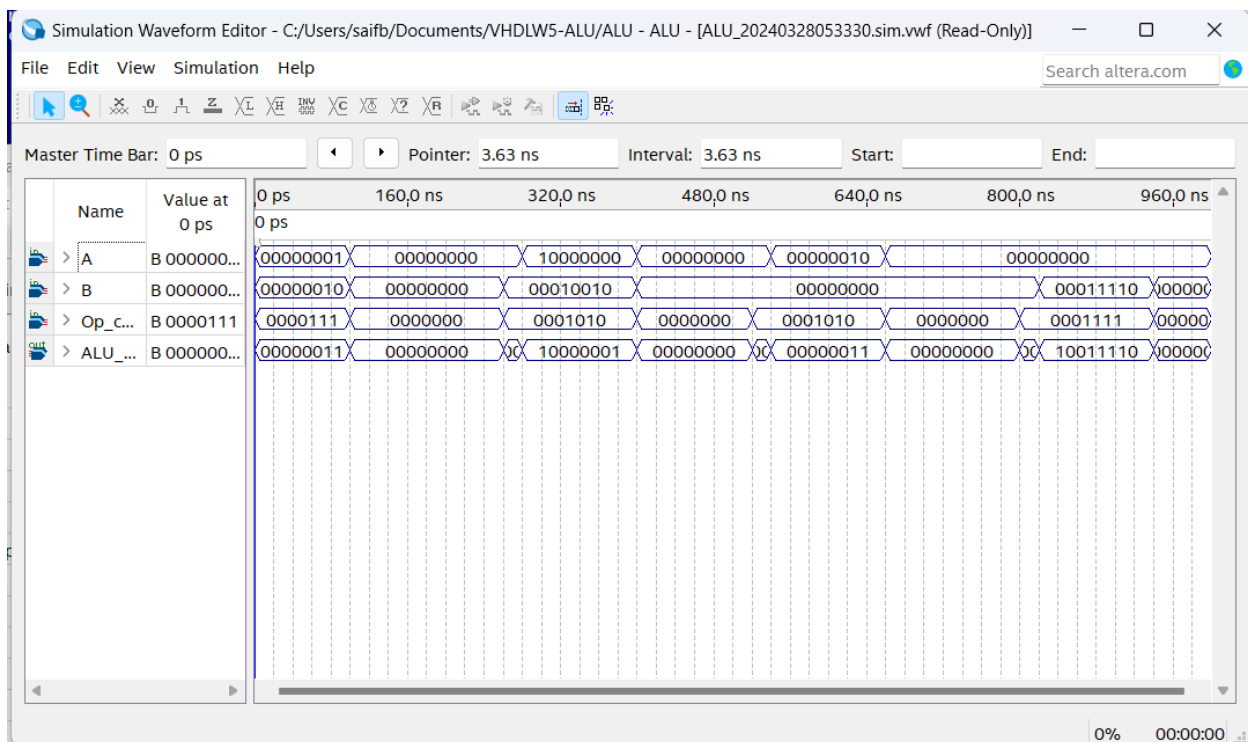 Simulation Waveform Editor - C:/Users/saifb/Documents/VHDLW5-ALU/ALU - ALU - [ALU_20240328053330.sim.vwf (Read-Only)]
File Edit View Simulation Help
Search altera.com
Master Time Bar: 0 ps Pointer: 3.63 ns Interval: 3.63 ns Start: End:
Name Value at 0 ps
0 ps 160,0 ns 320,0 ns 480,0 ns 640,0 ns 800,0 ns 960,0 ns
0 ps
A B 000000... 00000001 00000000 10000000 00000000 00000010 00000000
B B 000000... 00000010 00000000 00010010 00000000 00011110 00000
Op_c... B 0000111 0000111 0000000 0001010 0000000 0001010 0000000 0001111 00000
ALU_... B 000000... 00000011 00000000 10000001 00000000 00000011 00000000 10011110 00000
0% 00:00:00